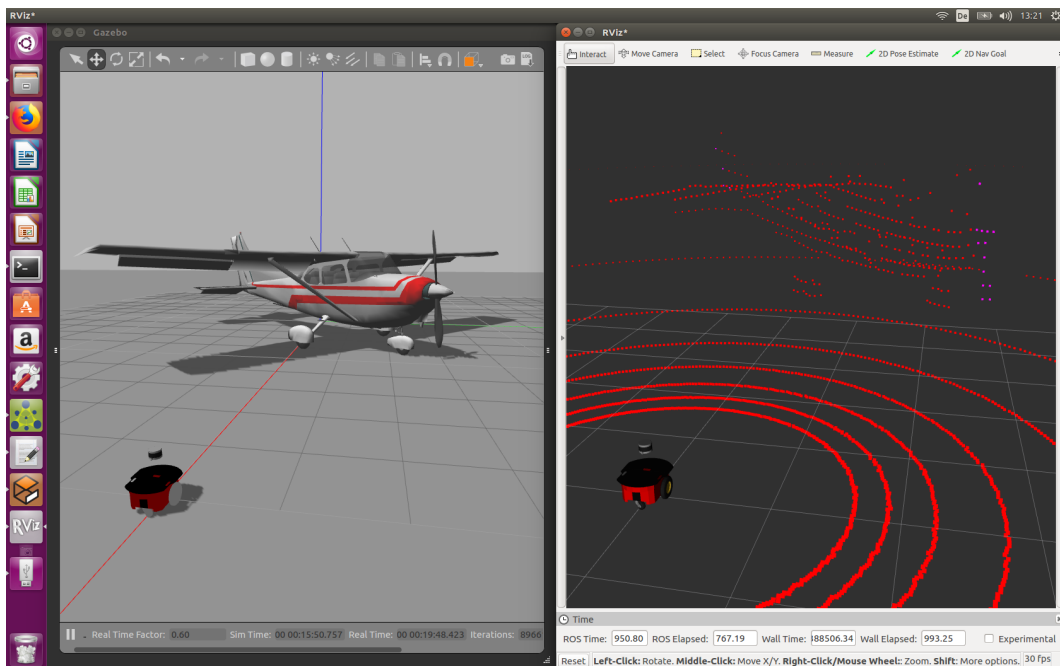 RViz*
De
13:21
Gazebo
RViz*
Interact Move Camera Select Focus Camera Measure 2D Pose Estimate 2D Nav Goal
A
a
>_
RViz
Real Time Factor: 0.60 Sim Time: 00 00:15:50.757 Real Time: 00 00:19:48.423 Iterations: 8966
Time
ROS Time: 950.80 ROS Elapsed: 767.19 Wall Time: 388506.34 Wall Elapsed: 993.25 Experimental
Reset Left-Click: Rotate. Middle-Click: Move X/Y. Right-Click/Mouse Wheel:: Zoom. Shift: More options. 30 fps